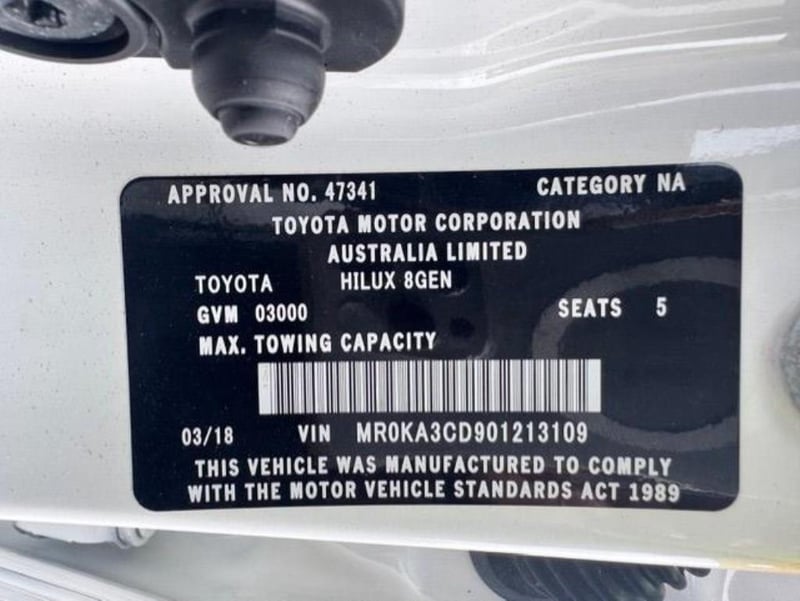 APPROVAL NO. 47341 CATEGORY NA
TOYOTA MOTOR CORPORATION
AUSTRALIA LIMITED
TOYOTA HILUX 8GEN
GVM 03000 SEATS 5
MAX. TOWING CAPACITY
03/18 VIN MR0KA3CD901213109
THIS VEHICLE WAS MANUFACTURED TO COMPLY
WITH THE MOTOR VEHICLE STANDARDS ACT 1989